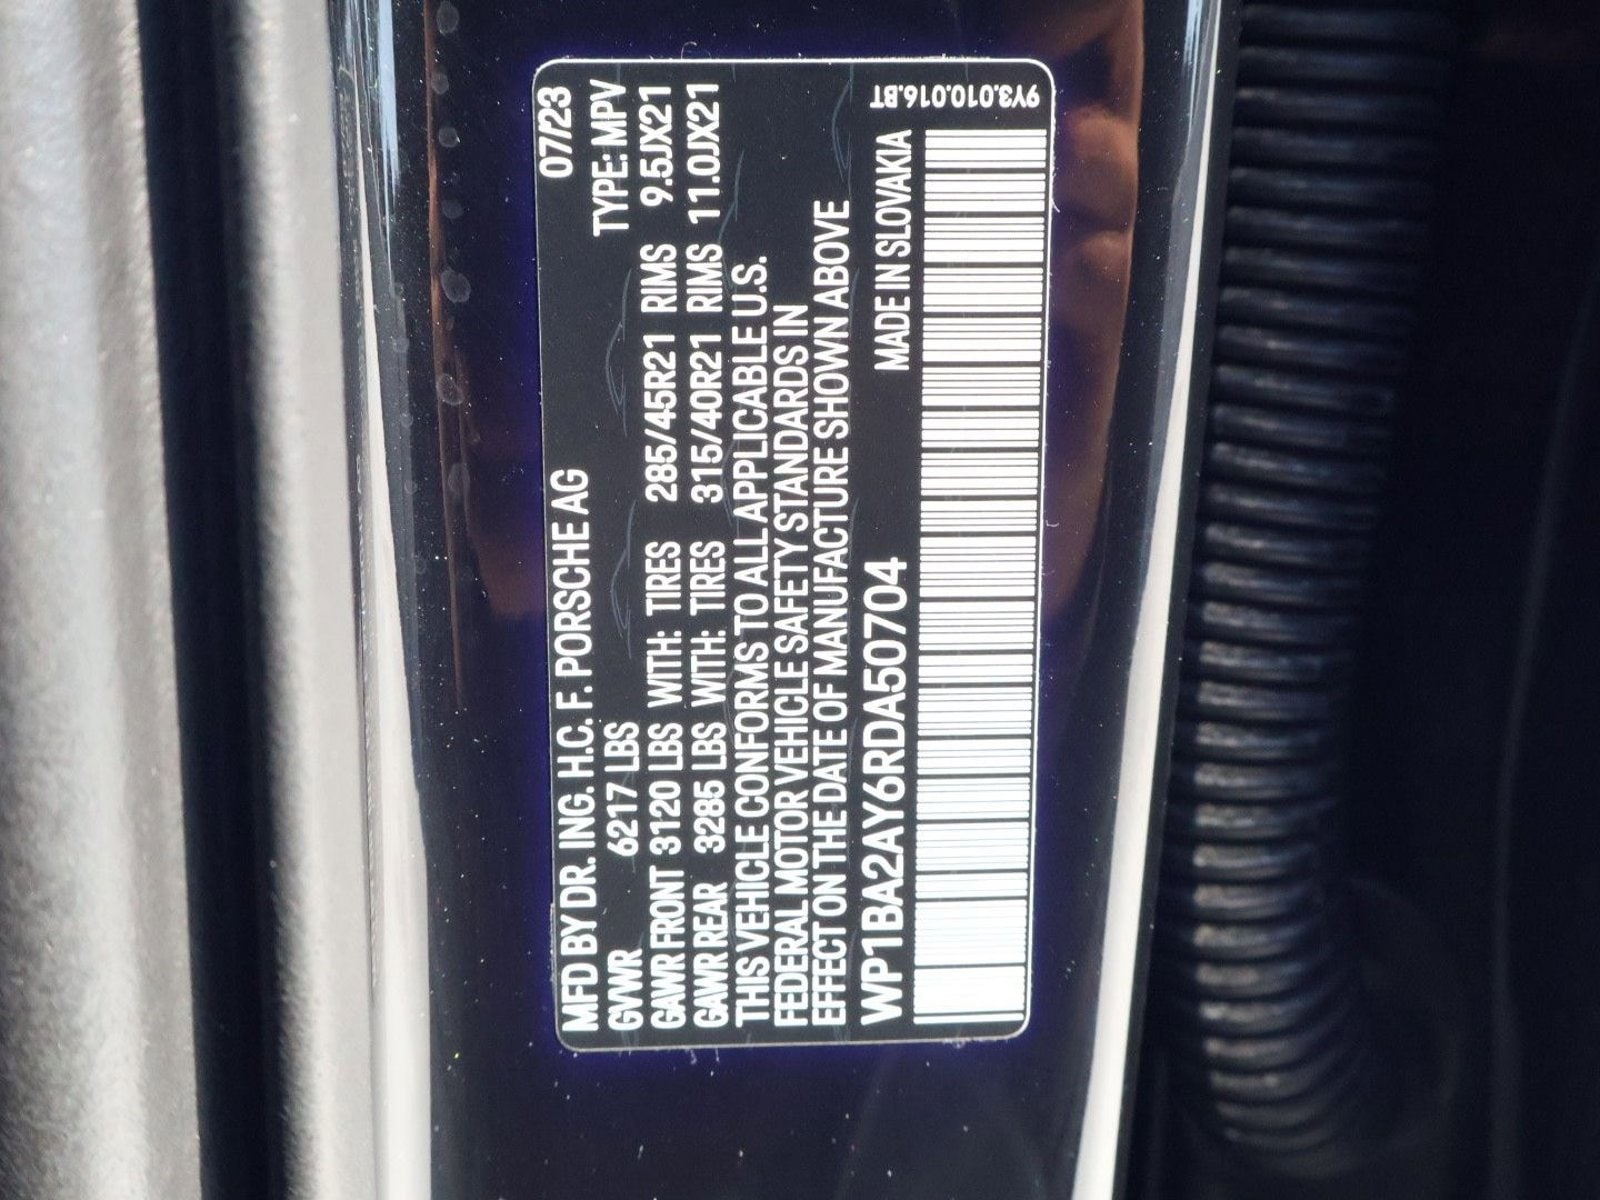 MFD BY DR. ING. H.C. F. PORSCHE AG 07/23
GVWR 6217 LBS TYPE: MPV
GAWR FRONT 3120 LBS WITH: TIRES 285/45R21 RIMS 9.5JX21
GAWR REAR 3285 LBS WITH: TIRES 315/40R21 RIMS 11.0JX21
THIS VEHICLE CONFORMS TO ALL APPLICABLE U.S.
FEDERAL MOTOR VEHICLE SAFETY STANDARDS IN
EFFECT ON THE DATE OF MANUFACTURE SHOWN ABOVE
WP1BA2AY6RDA50704 MADE IN SLOVAKIA
9Y3.010.016.BT